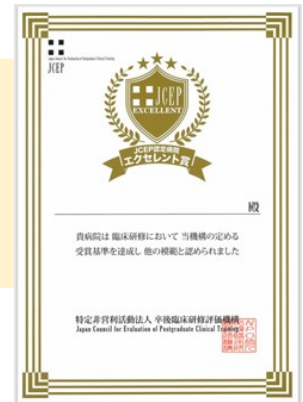 JCEP
JCEP
EXCELLENT
JCEP認定病院
エクセレント賞
殿
貴病院は 臨床研修において 当機構の定める
受賞基準を達成し 他の模範と認められました
特定非営利活動法人 卒後臨床研修評価機構
Japan Council for Evaluation of Postgraduate Clinical Training